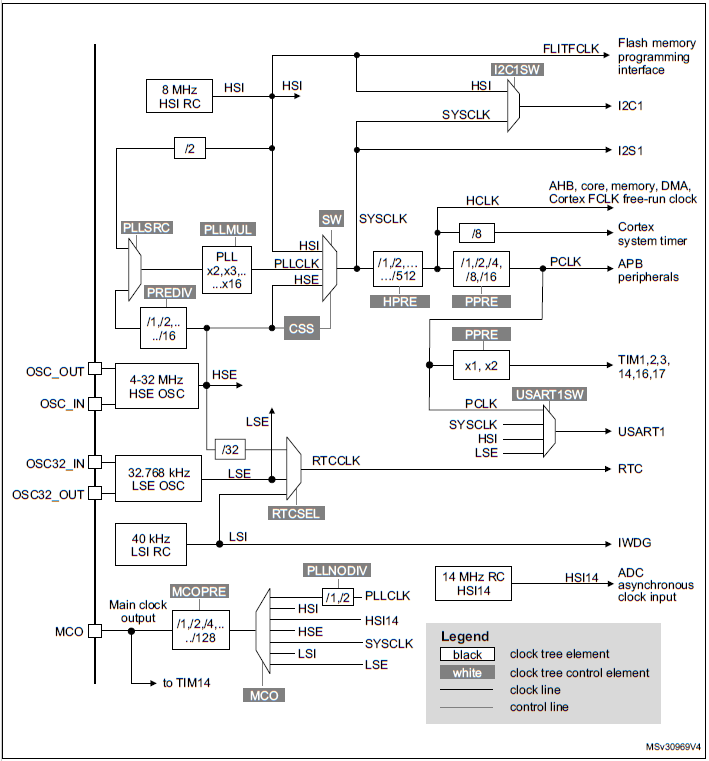 FLITFCLK
Flash memory
programming
interface
8 MHz
HSI RC
HSI
HSI
HSI
I2C1SW
I2C1
SYSCLK
/2
I2S1
AHB, core, memory, DMA,
Cortex FCLK free-run clock
HCLK
PLLSRC
PLLMUL
SW
SYSCLK
/8
Cortex
system timer
PLL
x2,x3,..
...x16
HSI
PLLCLK
HSE
/1,/2,...
.../512
HPRE
/1,/2,/4,
/8,/16
PPRE
PCLK
APB
peripherals
PREDIV
/1,/2,..
../16
CSS
PPRE
x1, x2
TIM1,2,3,
14,16,17
OSC_OUT
OSC_IN
4-32 MHz
HSE OSC
HSE
PCLK
USART1SW
SYSCLK
HSI
LSE
USART1
LSE
/32
OSC32_IN
OSC32_OUT
32.768 kHz
LSE OSC
LSE
RTCCLK
RTC
RTCSEL
40 kHz
LSI RC
LSI
IWDG
PLLNODIV
/1,/2
PLLCLK
14 MHz RC
HSI14
HSI14
ADC
asynchronous
clock input
MCOPRE
Main clock
output
MCO
/1,/2,/4,..
../128
HSI
HSI14
HSE
SYSCLK
LSI
LSE
MCO
to TIM14
Legend
black
clock tree element
white
clock tree control element
clock line
control line
MSv30969V4